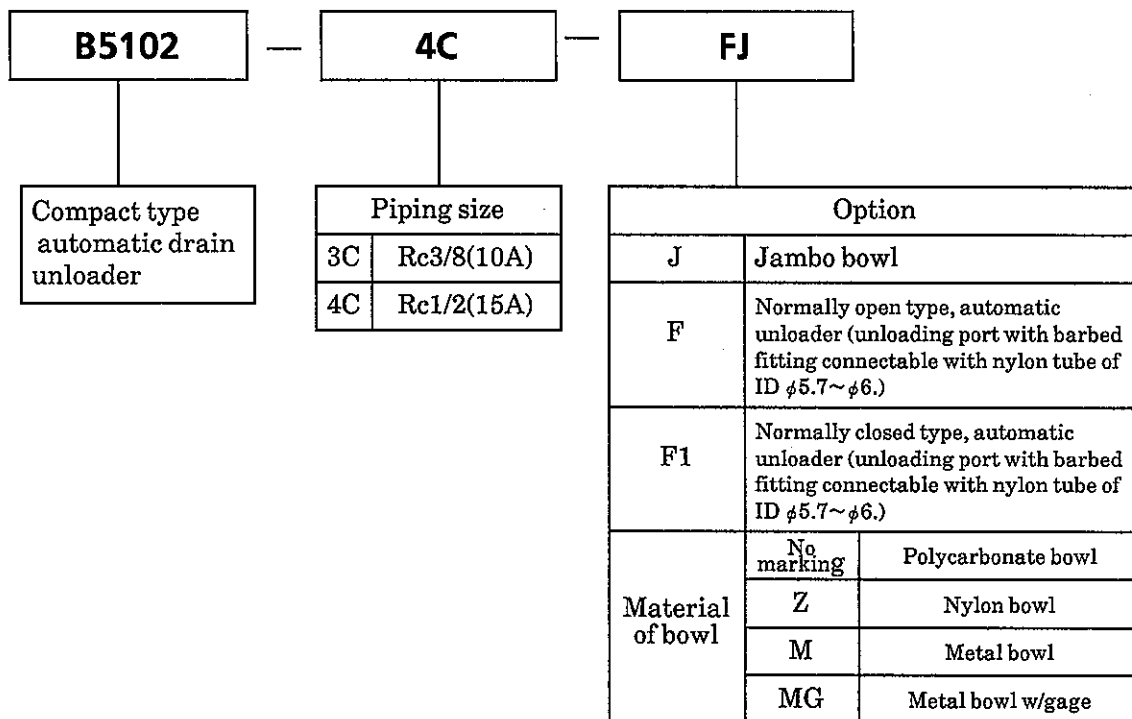 B5102 — 4C — FJ
Compact type
automatic drain
unloader
Piping size
3C Rc3/8(10A)
4C Rc1/2(15A)
Option
J Jambo bowl
F
Normally open type, automatic
unloader (unloading port with barbed
fitting connectable with nylon tube of
ID φ5.7~φ6.)
F1
Normally closed type, automatic
unloader (unloading port with barbed
fitting connectable with nylon tube of
ID φ5.7~φ6.)
Material
of bowl
No
marking
Polycarbonate bowl
Z Nylon bowl
M Metal bowl
MG Metal bowl w/gage